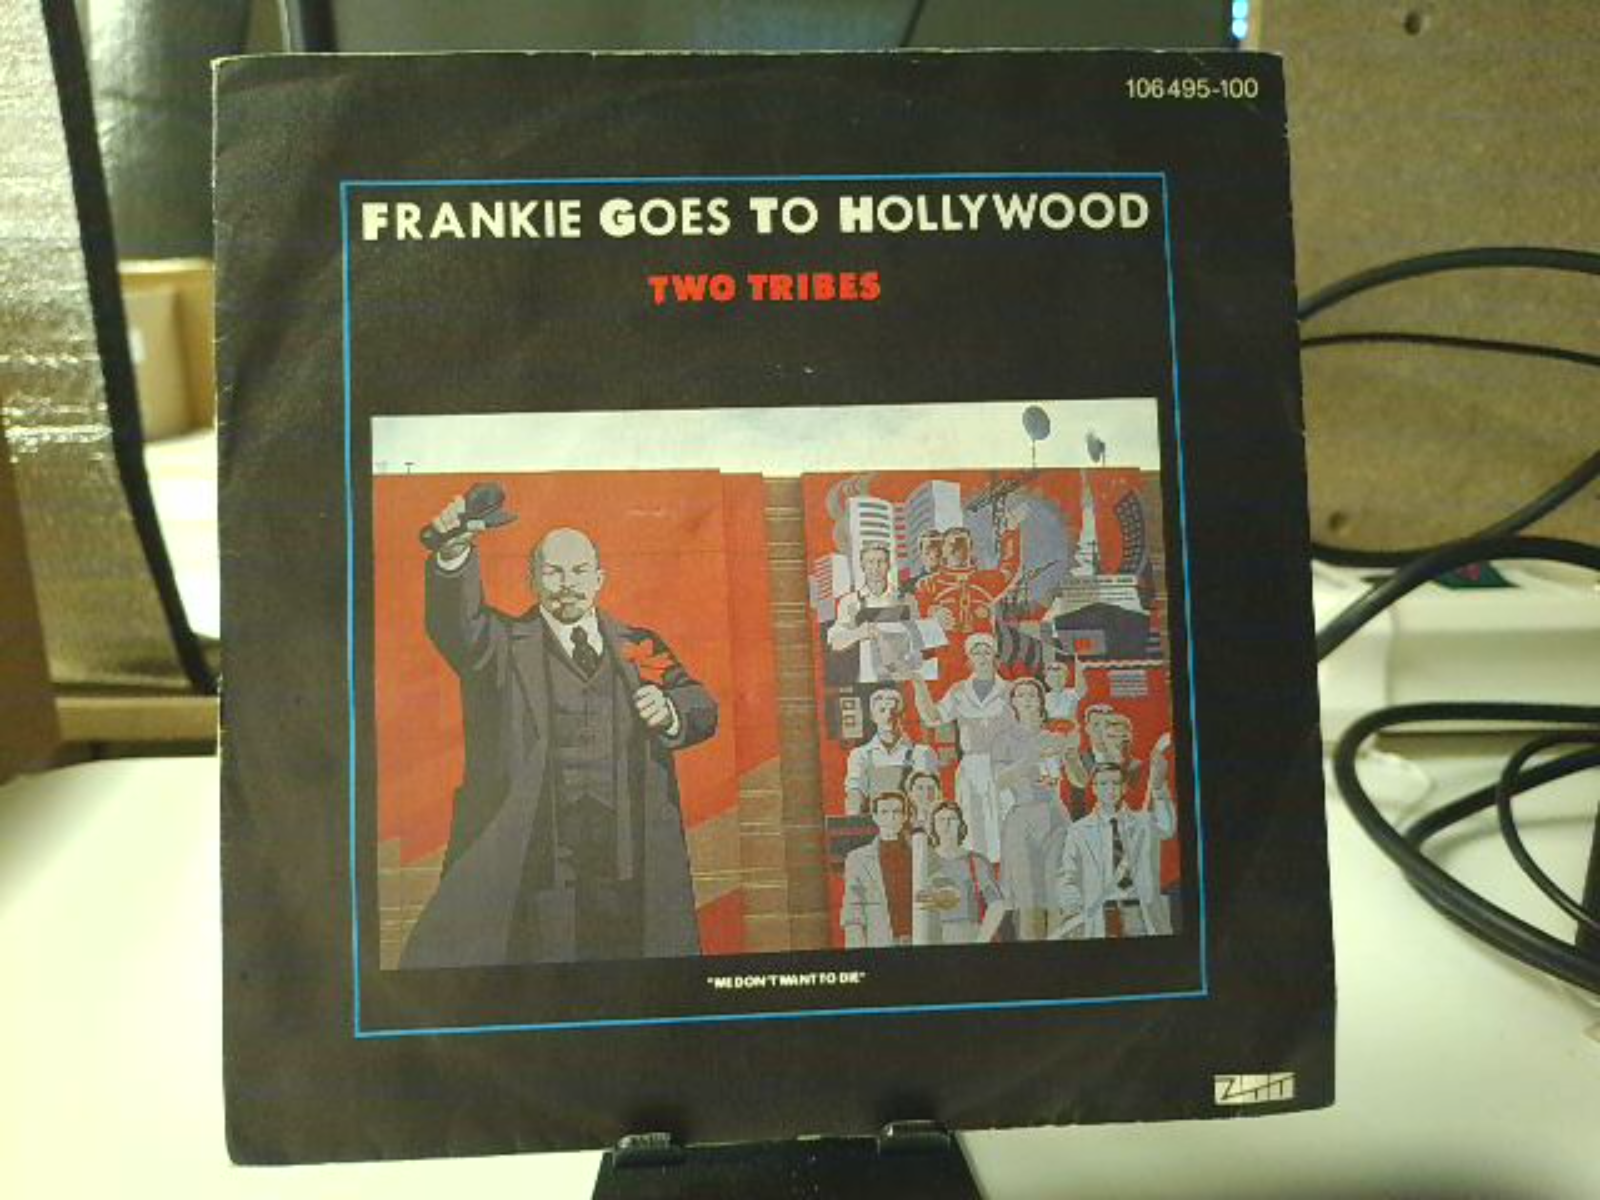 106495-100
FRANKIE GOES TO HOLLYWOOD
TWO TRIBES
"WE DON'T WANT TO DIE"
ZTT